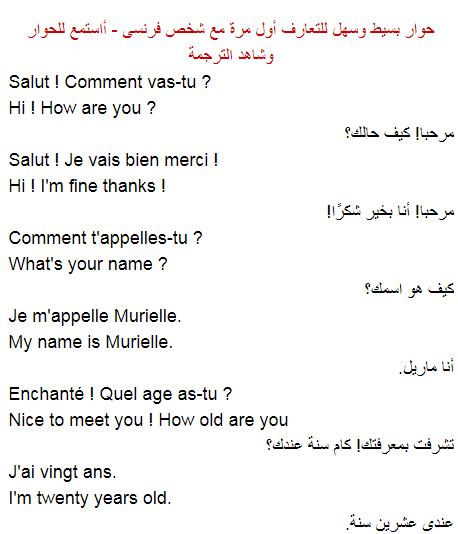 حوار بسيط وسهل للتعارف أول مرة مع شخص فرنسى - أاستمع للحوار
وشاهد الترجمة
Salut ! Comment vas-tu ?
Hi ! How are you ?
مرحبا! كيف حالك؟
Salut ! Je vais bien merci !
Hi ! I'm fine thanks !
مرحبا! أنا بخير شكرًا!
Comment t'appelles-tu ?
What's your name ?
كيف هو اسمك؟
Je m'appelle Murielle.
My name is Murielle.
أنا ماريل.
Enchanté ! Quel age as-tu ?
Nice to meet you ! How old are you
تشرفت بمعرفتك! كام سنة عندك؟
J'ai vingt ans.
I'm twenty years old.
عندى عشرين سنة.